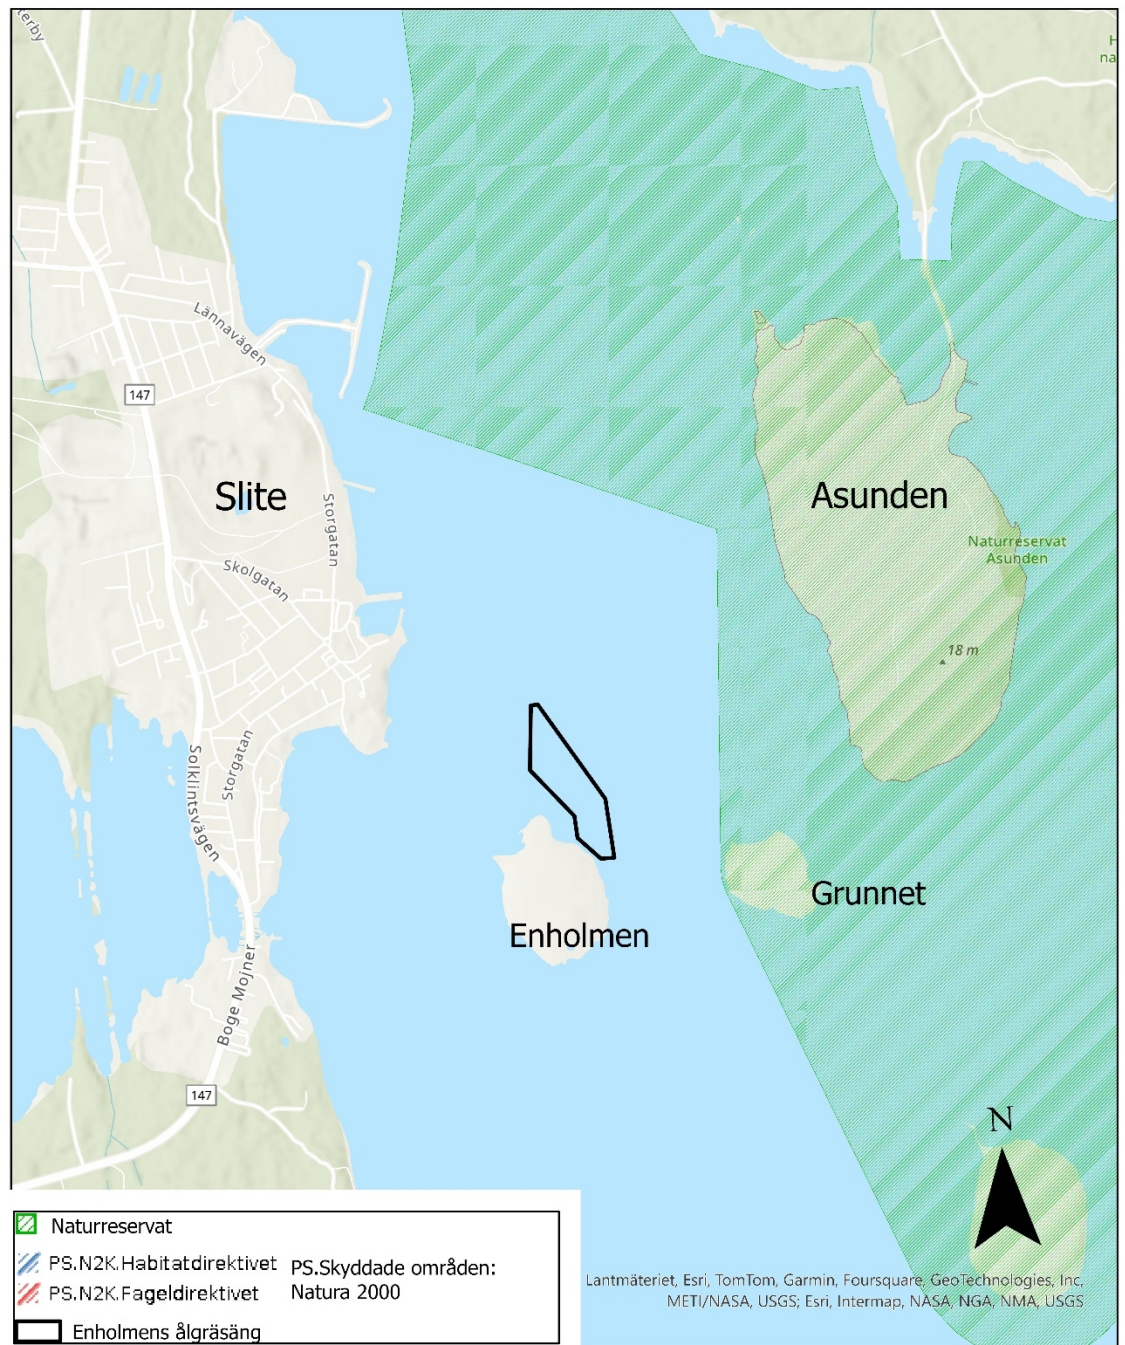 terby
H
na
Lännavägen
147
Slite
Storgatan
Skolgatan
Asunden
Naturreservat
Asunden
18 m
Solklintsvägen
Storgatan
Grunnet
Enholmen
Boge Mojner
147
N
Naturreservat
PS.N2K.Habitatdirektivet
PS.N2K.Fageldirektivet
PS.Skyddade områden:
Natura 2000
Enholmens ålgräsäng
Lantmäteriet, Esri, TomTom, Garmin, Foursquare, GeoTechnologies, Inc,
METI/NASA, USGS; Esri, Intermap, NASA, NGA, NMA, USGS